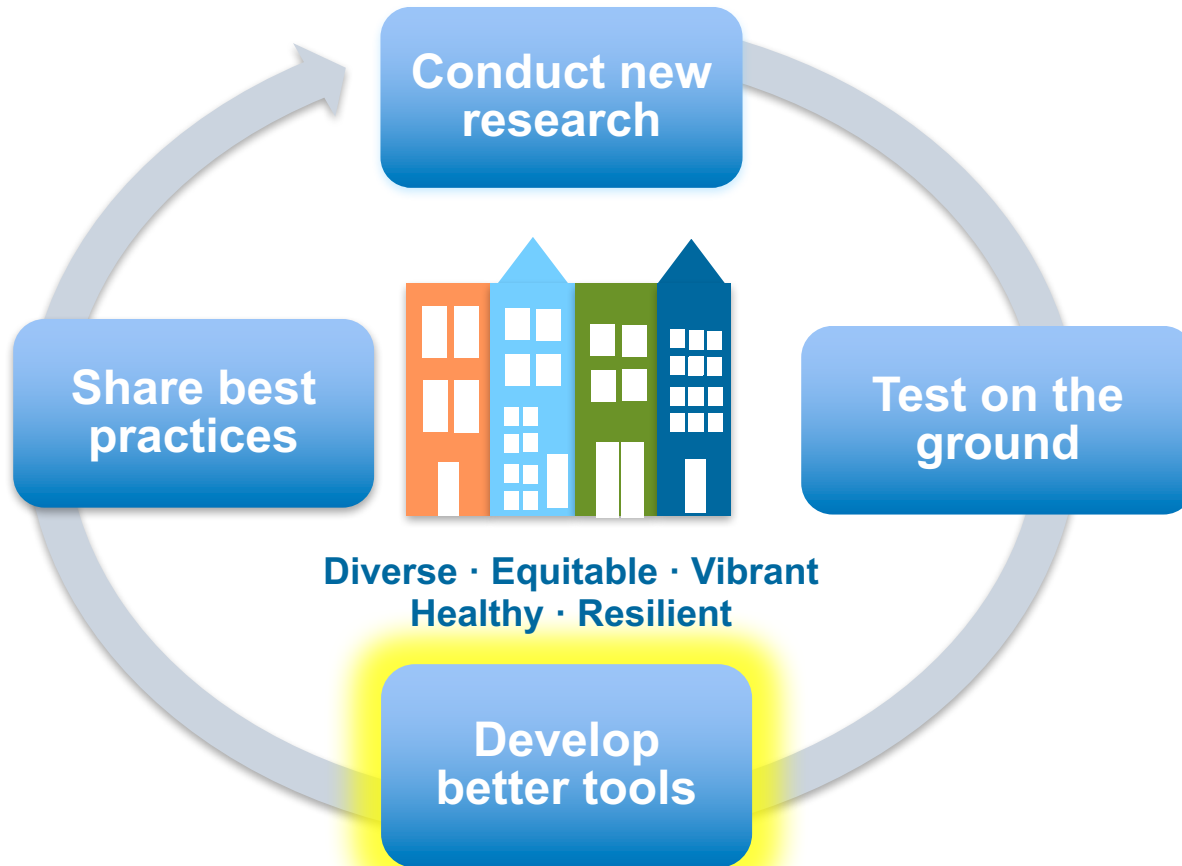 Conduct new
research
Share best
practices
Test on the
ground
Diverse · Equitable · Vibrant
Healthy · Resilient
Develop
better tools